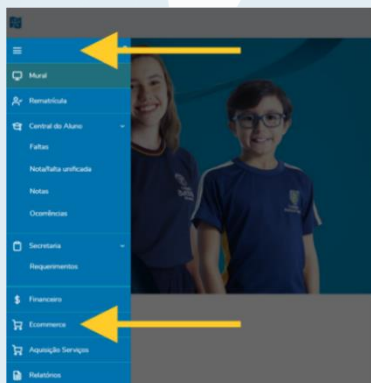 Mural
Rematrícula
Central do Aluno
Faltas
Nota/falta unificada
Notas
Ocorrências
Secretaria
Requerimentos
Financeiro
Ecommerce
Aquisição Serviços
Relatórios